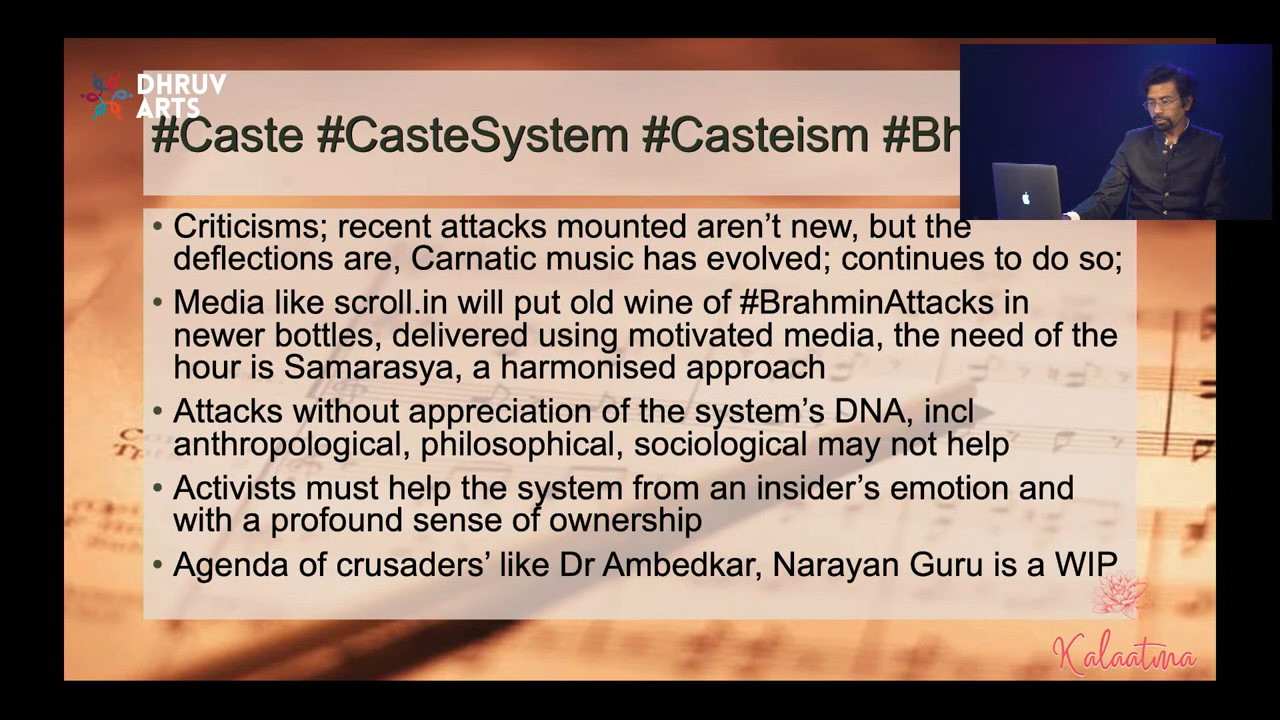 DHRUV
ARTS
#Caste #CasteSystem #Casteism #Bh
• Criticisms; recent attacks mounted aren’t new, but the
deflections are, Carnatic music has evolved; continues to do so;
• Media like scroll.in will put old wine of #BrahminAttacks in
newer bottles, delivered using motivated media, the need of the
hour is Samarasya, a harmonised approach
• Attacks without appreciation of the system’s DNA, incl
anthropological, philosophical, sociological may not help
• Activists must help the system from an insider’s emotion and
with a profound sense of ownership
• Agenda of crusaders’ like Dr Ambedkar, Narayan Guru is a WIP
Kalaatma